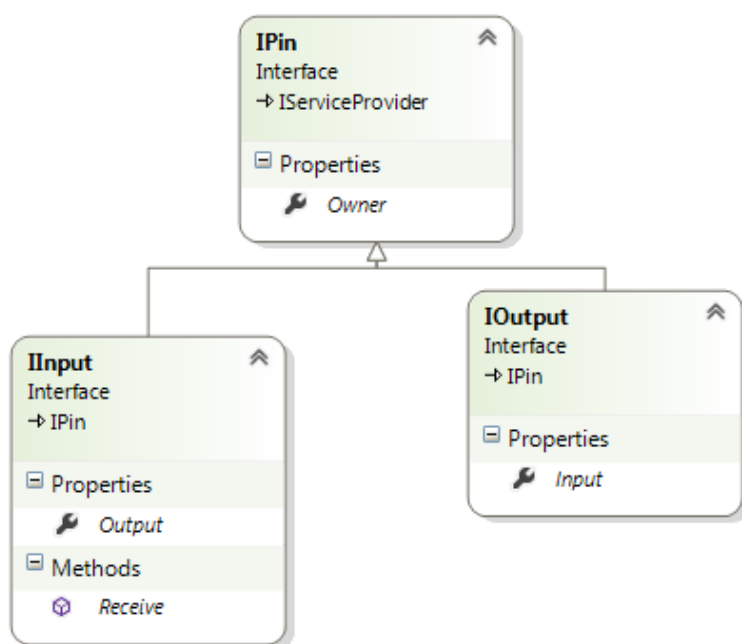 IPin
Interface
IServiceProvider
Properties
Owner
IInput
Interface
IPin
Properties
Output
Methods
Receive
IOutput
Interface
IPin
Properties
Input